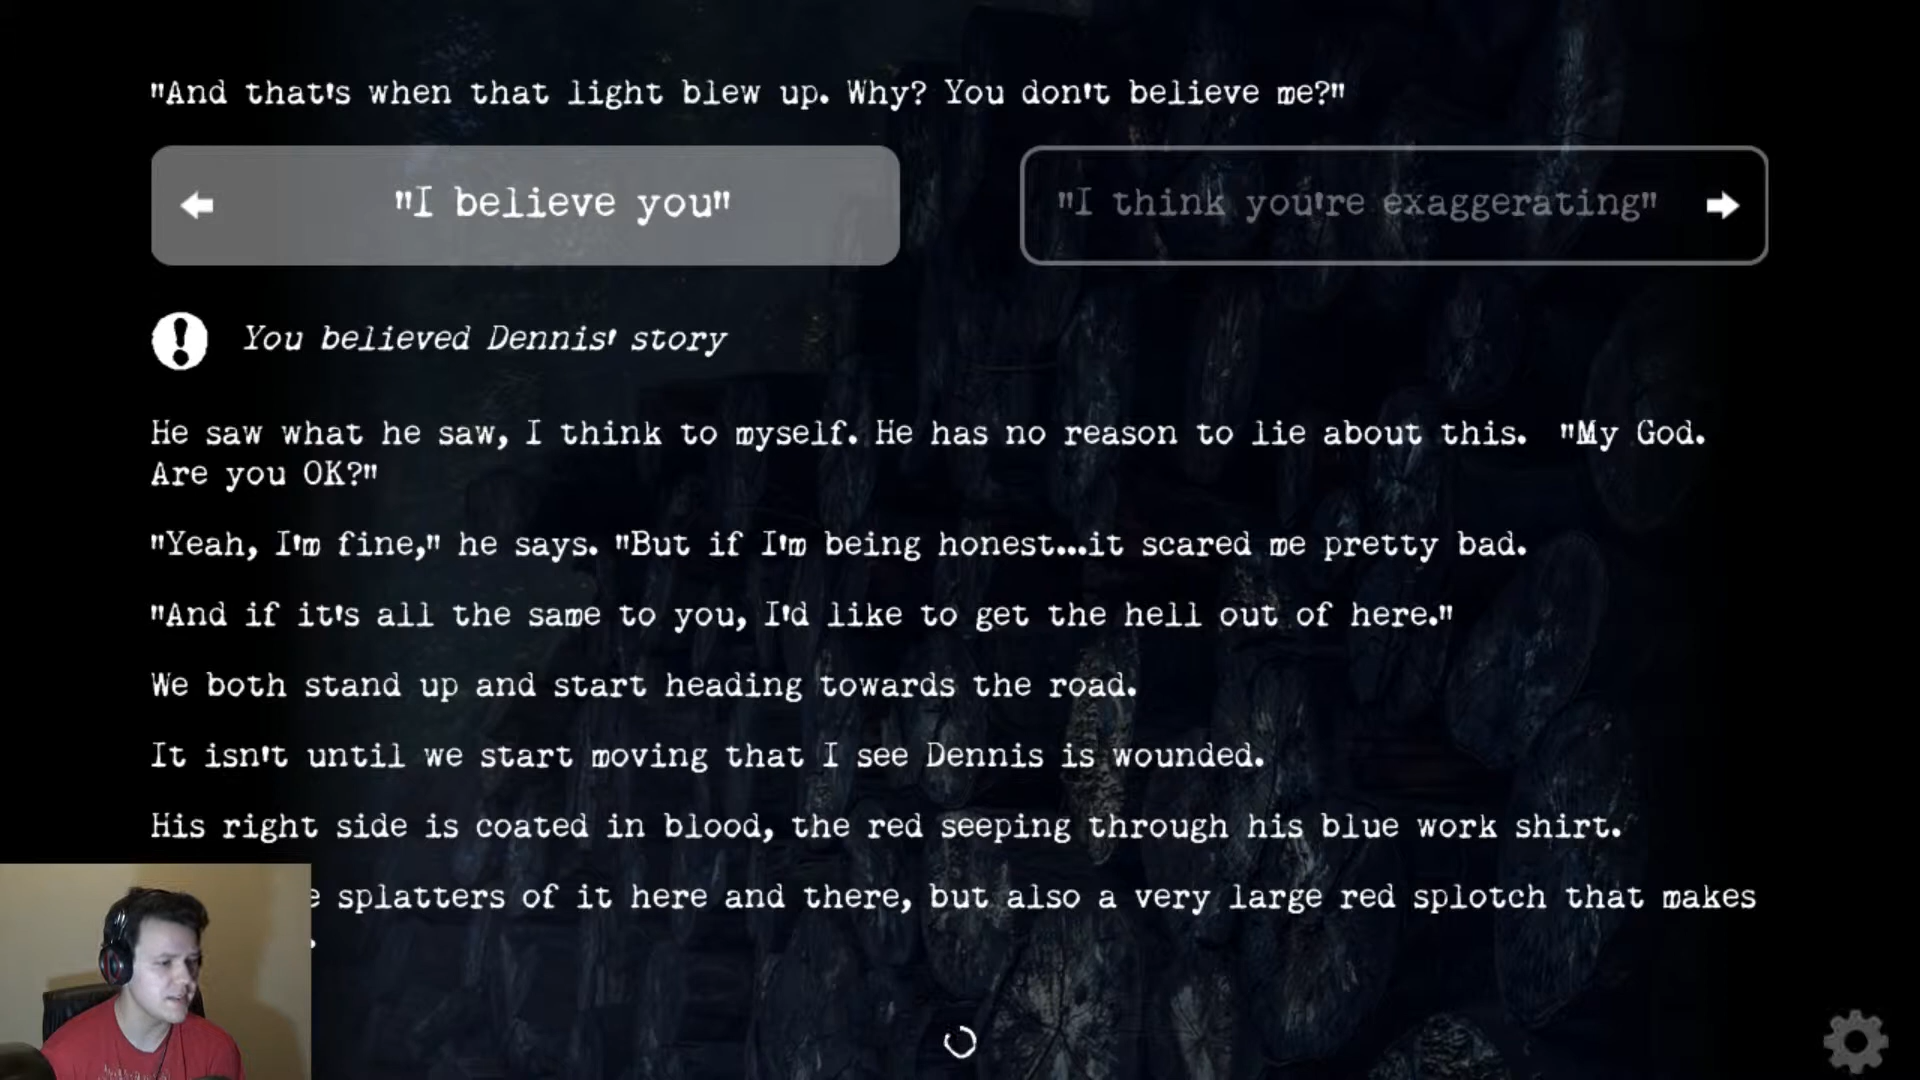 "And that's when that light blew up. Why? You don't believe me?"
"I believe you"
"I think you're exaggerating"
You believed Dennis' story
He saw what he saw, I think to myself. He has no reason to lie about this. "My God.
Are you OK?"
"Yeah, I'm fine," he says. "But if I'm being honest...it scared me pretty bad.
"And if it's all the same to you, I'd like to get the hell out of here."
We both stand up and start heading towards the road.
It isn't until we start moving that I see Dennis is wounded.
His right side is coated in blood, the red seeping through his blue work shirt.
splatters of it here and there, but also a very large red splotch that makes